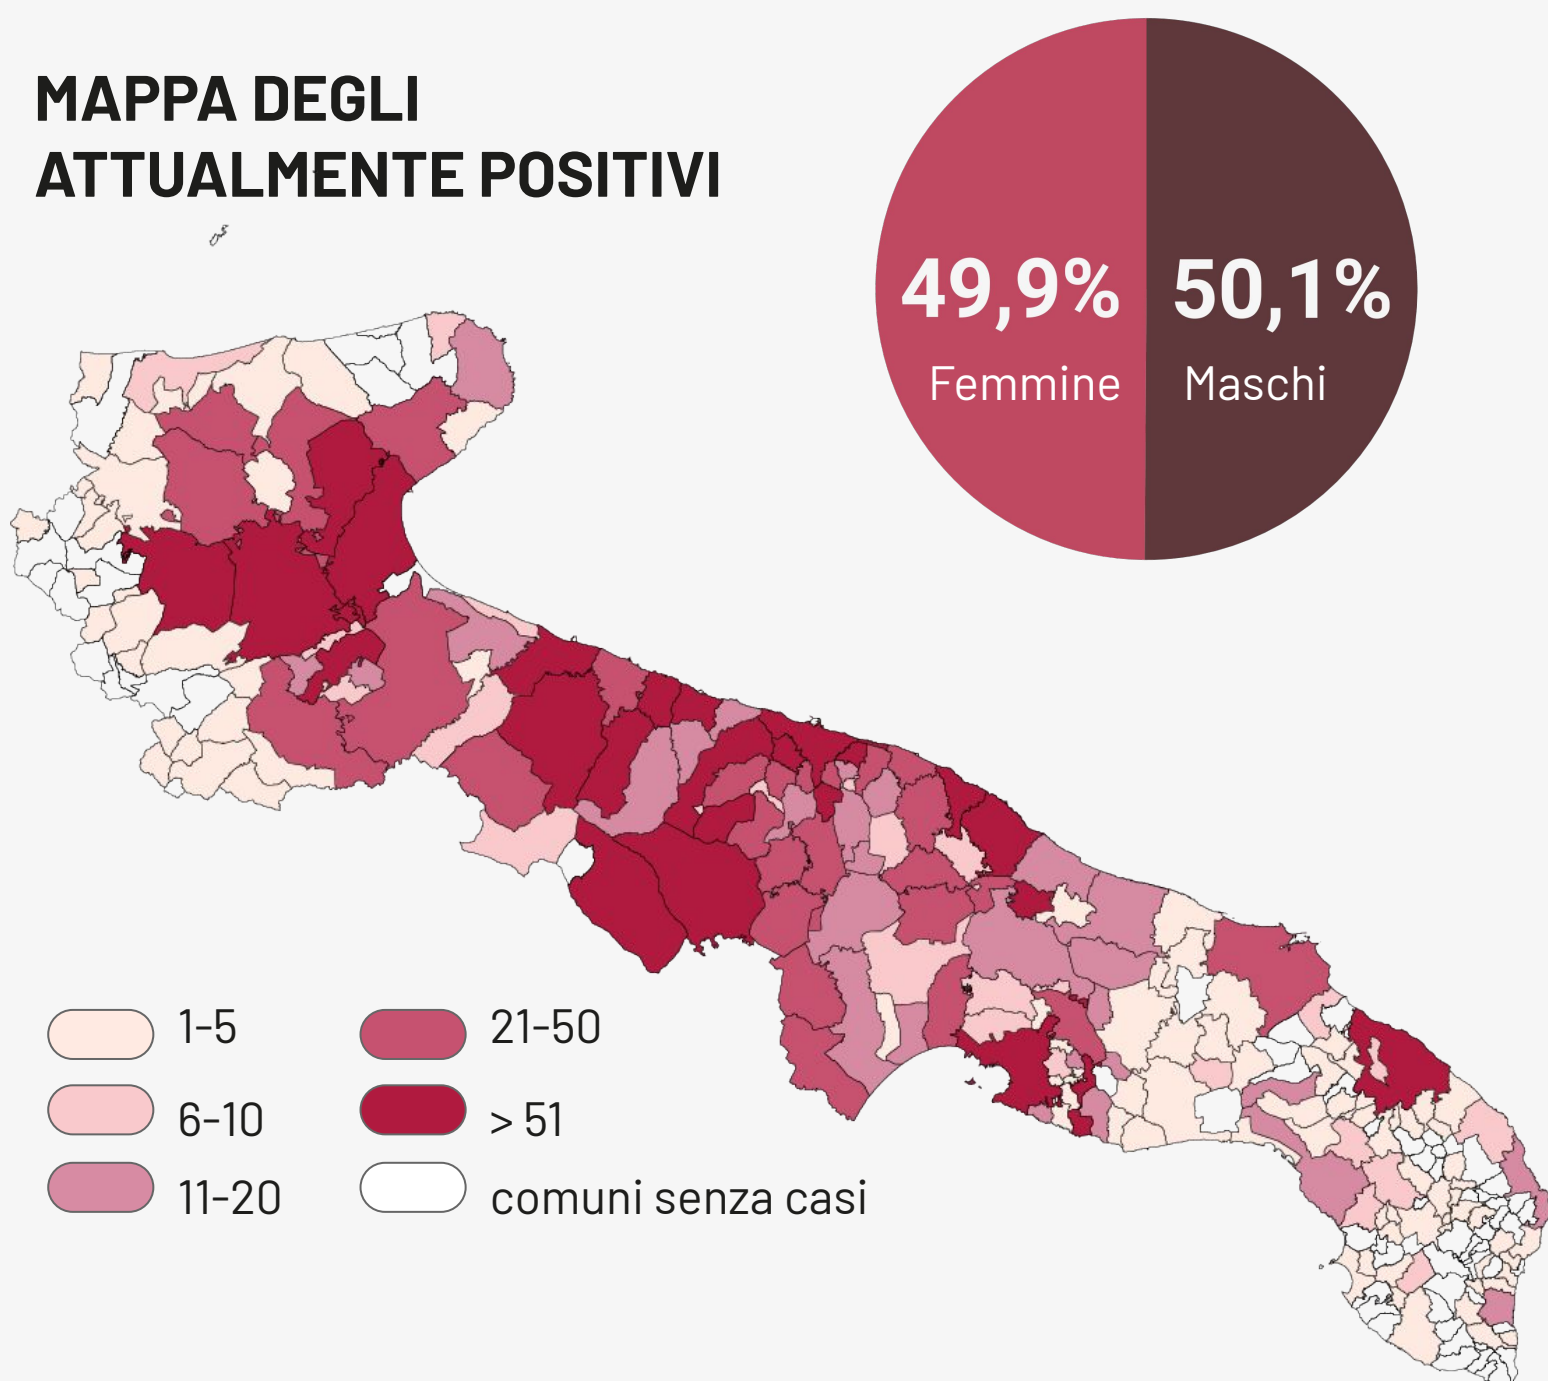 MAPPA DEGLI
ATTUALMENTE POSITIVI
49,9%
Femmine
50,1%
Maschi
1-5
6-10
11-20
21-50
> 51
comuni senza casi